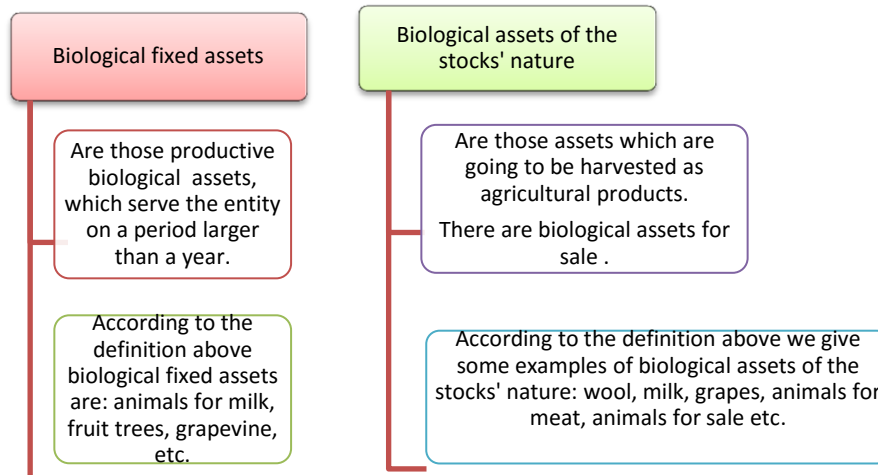 Biological fixed assets
Are those productive
biological assets,
which serve the entity
on a period larger
than a year.
According to the
definition above
biological fixed assets
are: animals for milk,
fruit trees, grapevine,
etc.
Biological assets of the
stocks' nature
Are those assets which are
going to be harvested as
agricultural products.
There are biological assets for
sale .
According to the definition above we give
some examples of biological assets of the
stocks' nature: wool, milk, grapes, animals for
meat, animals for sale etc.